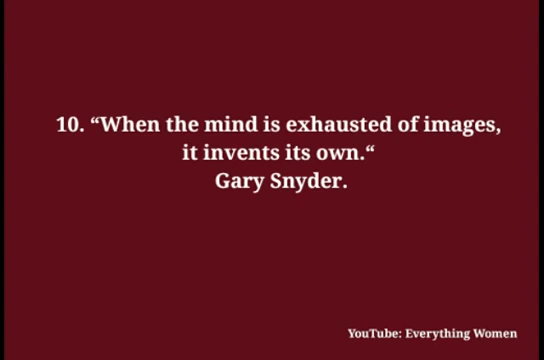 10. “When the mind is exhausted of images,
it invents its own.“
Gary Snyder.
YouTube: Everything Women